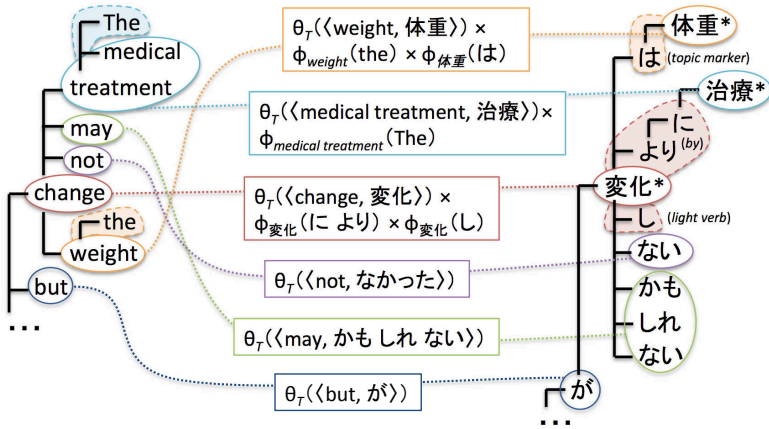 The
medical
treatment
may
not
change
the
weight
but
...
θT(⟨weight, 体重⟩) ×
ϕweight(the) × ϕ体重(は)
θT(⟨medical treatment, 治療⟩)×
ϕmedical treatment(The)
θT(⟨change, 変化⟩) ×
ϕ変化(に より) × ϕ変化(し)
θT(⟨not, なかった⟩)
θT(⟨may, かも しれ ない⟩)
θT(⟨but, が⟩)
体重*
は (topic marker)
治療*
に
より (by)
変化*
し (light verb)
ない
かも
しれ
ない
が
...